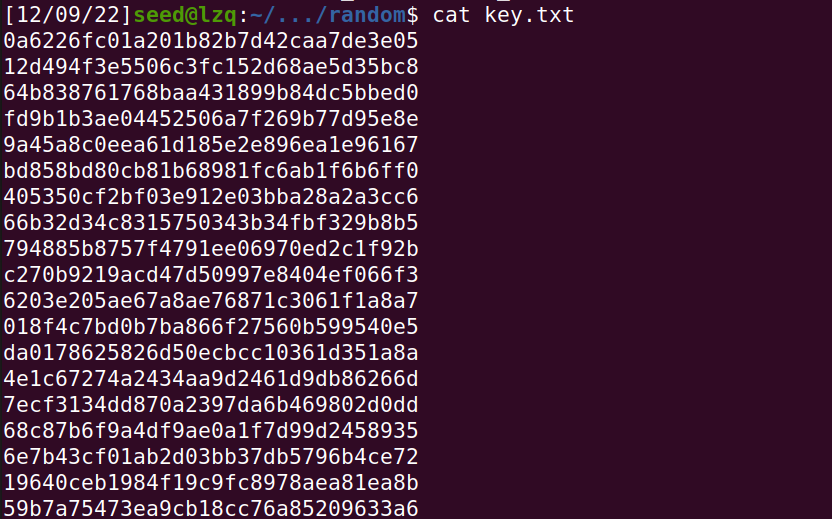 [12/09/22]seed@lzq:~/.../random$ cat key.txt
0a6226fc01a201b82b7d42caa7de3e05
12d494f3e5506c3fc152d68ae5d35bc8
64b838761768baa431899b84dc5bbed0
fd9b1b3ae04452506a7f269b77d95e8e
9a45a8c0eea61d185e2e896ea1e96167
bd858bd80cb81b68981fc6ab1f6b6ff0
405350cf2bf03e912e03bba28a2a3cc6
66b32d34c8315750343b34fbf329b8b5
794885b8757f4791ee06970ed2c1f92b
c270b9219acd47d50997e8404ef066f3
6203e205ae67a8ae76871c3061f1a8a7
018f4c7bd0b7ba866f27560b599540e5
da0178625826d50ecbcc10361d351a8a
4e1c67274a2434aa9d2461d9db86266d
7ecf3134dd870a2397da6b469802d0dd
68c87b6f9a4df9ae0a1f7d99d2458935
6e7b43cf01ab2d03bb37db5796b4ce72
19640ceb1984f19c9fc8978aea81ea8b
59b7a75473ea9cb18cc76a85209633a6